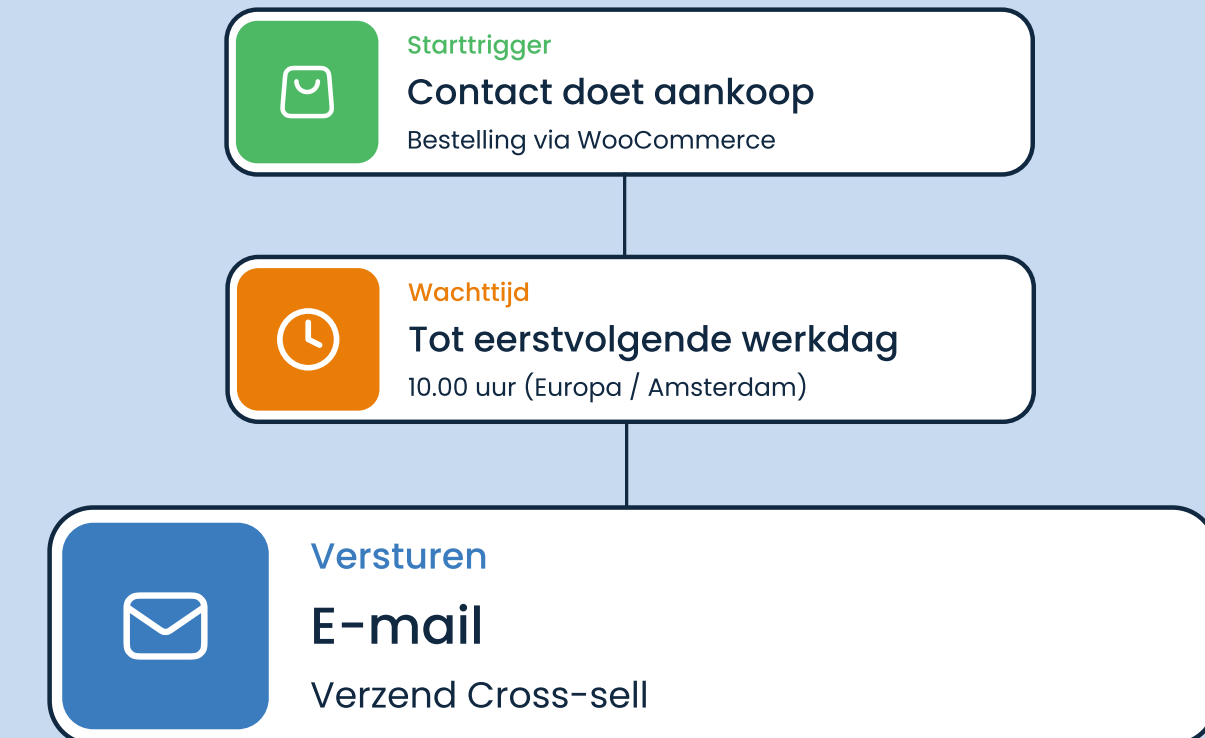 Starttrigger
Contact doet aankoop
Bestelling via WooCommerce
Wachttijd
Tot eerstvolgende werkdag
10.00 uur (Europa / Amsterdam)
Versturen
E-mail
Verzend Cross-sell